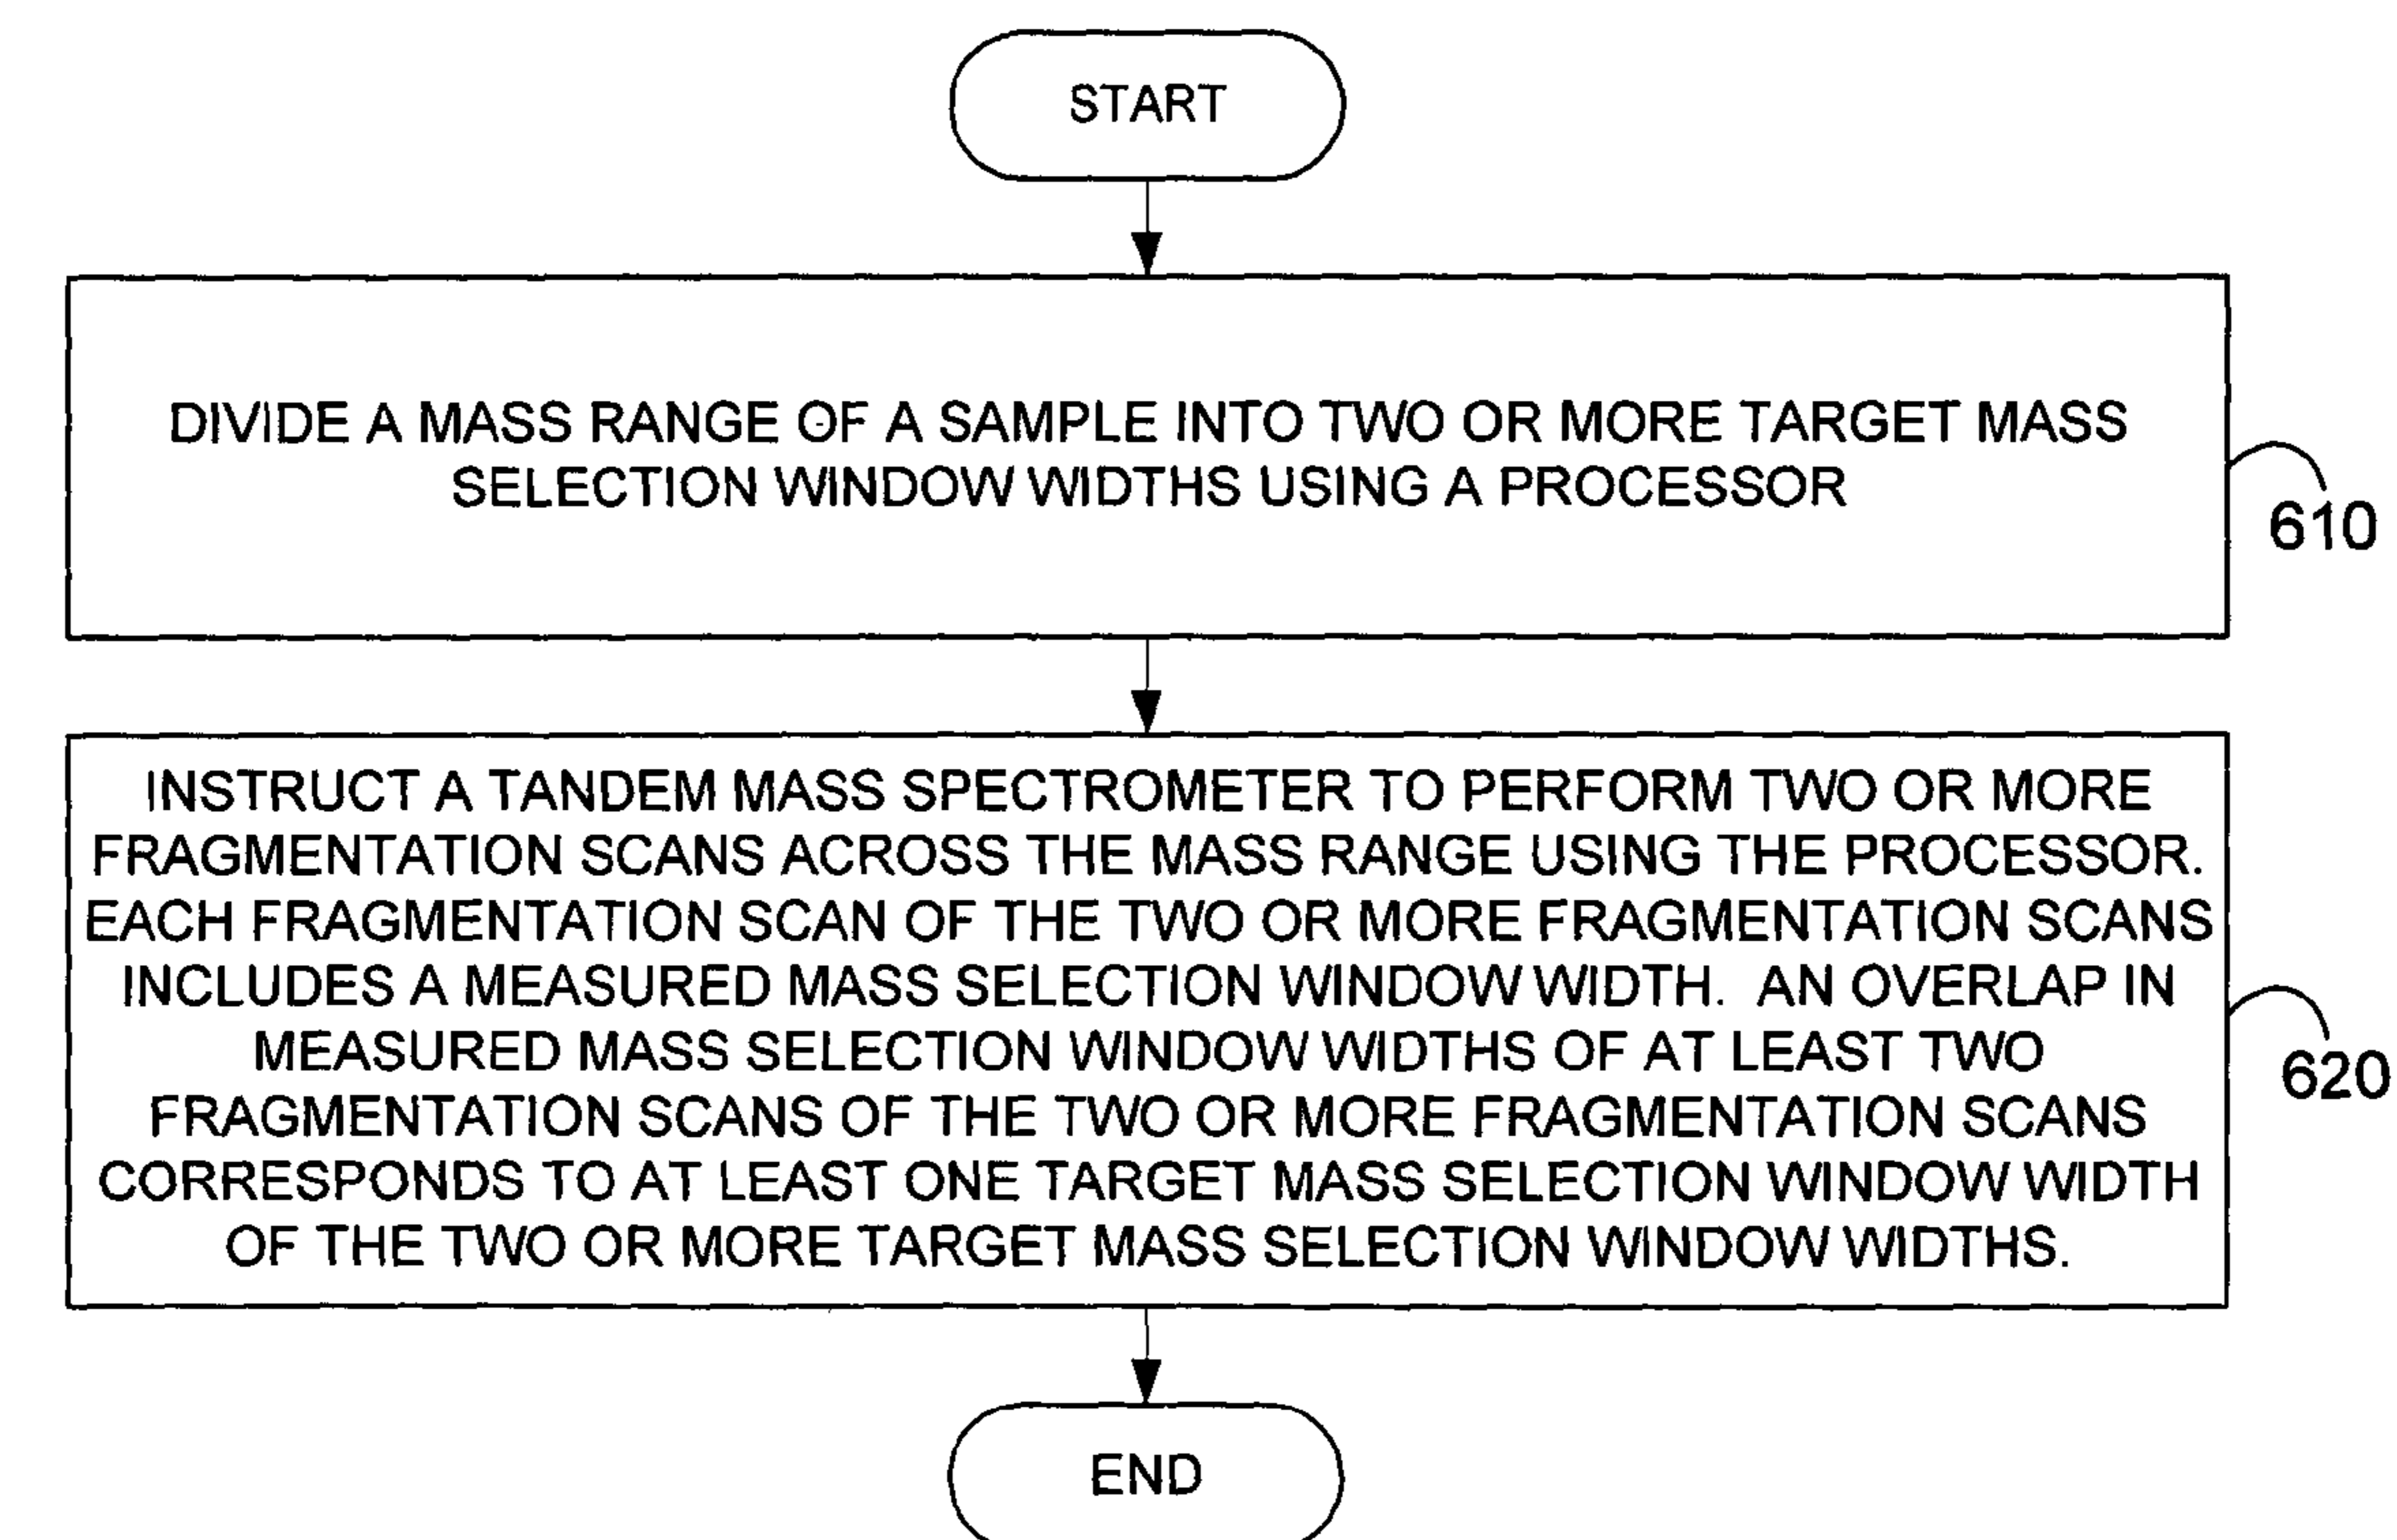 START
DIVIDE A MASS RANGE OF A SAMPLE INTO TWO OR MORE TARGET MASS
SELECTION WINDOW WIDTHS USING A PROCESSOR
610
INSTRUCT A TANDEM MASS SPECTROMETER TO PERFORM TWO OR MORE
FRAGMENTATION SCANS ACROSS THE MASS RANGE USING THE PROCESSOR.
EACH FRAGMENTATION SCAN OF THE TWO OR MORE FRAGMENTATION SCANS
INCLUDES A MEASURED MASS SELECTION WINDOW WIDTH. AN OVERLAP IN
MEASURED MASS SELECTION WINDOW WIDTHS OF AT LEAST TWO
FRAGMENTATION SCANS OF THE TWO OR MORE FRAGMENTATION SCANS
CORRESPONDS TO AT LEAST ONE TARGET MASS SELECTION WINDOW WIDTH
OF THE TWO OR MORE TARGET MASS SELECTION WINDOW WIDTHS.
620
END